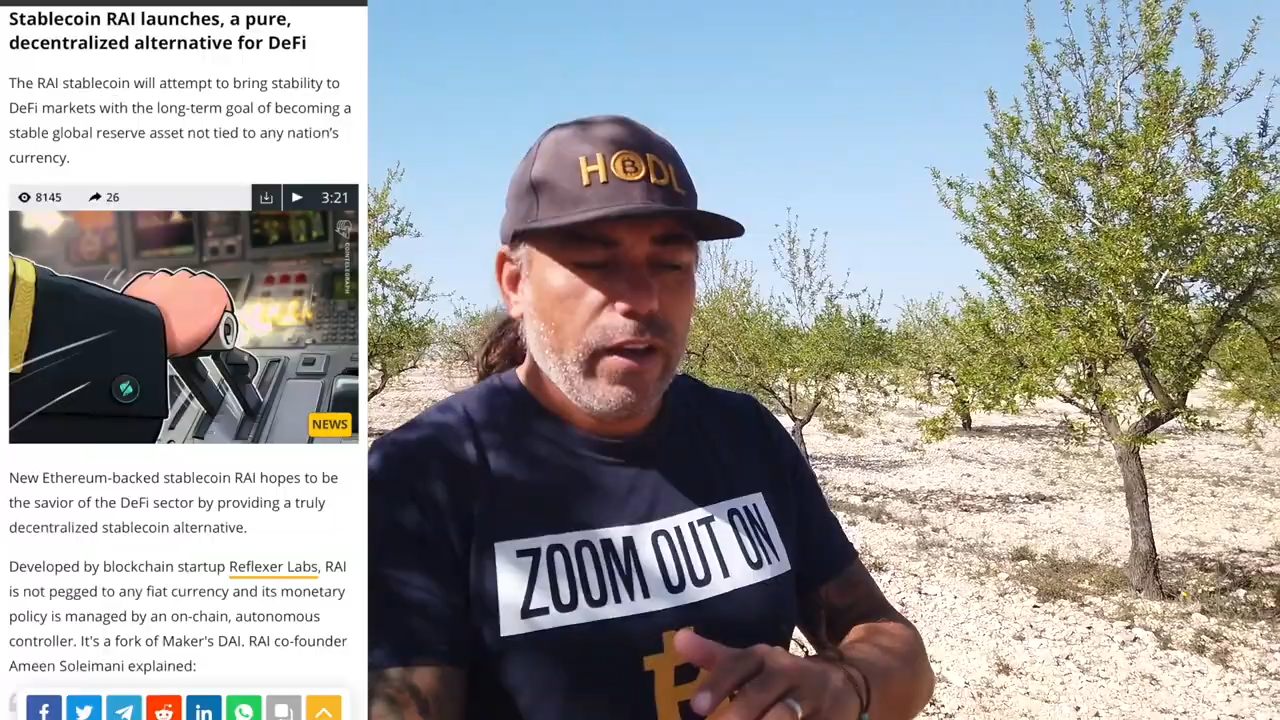 Stablecoin RAI launches, a pure,
decentralized alternative for DeFi
The RAI stablecoin will attempt to bring stability to
DeFi markets with the long-term goal of becoming a
stable global reserve asset not tied to any nation's
currency.
8145 26 3:21
COINTELEGRAPH
NEWS
New Ethereum-backed stablecoin RAI hopes to be
the savior of the DeFi sector by providing a truly
decentralized stablecoin alternative.
Developed by blockchain startup Reflexer Labs, RAI
is not pegged to any fiat currency and its monetary
policy is managed by an on-chain, autonomous
controller. It's a fork of Maker's DAI. RAI co-founder
Ameen Soleimani explained:
HODL
ZOOM OUT ON